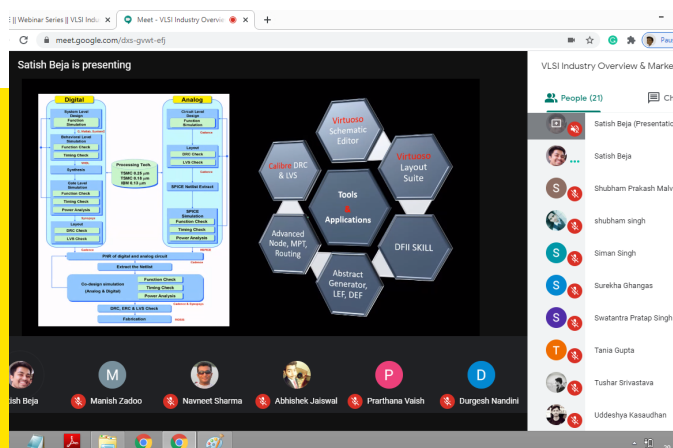 E || Webinar Series || VLSI Indu
Meet - VLSI Industry Overvie
meet.google.com/dxs-gvwt-efj
Pau
Satish Beja is presenting
VLSI Industry Overview & Marke
People (21)
Ch
Digital
Analog
System Level
Design
Function
Simulation
Behavioral Level
Simulation
Function Check
Timing Check
Synthesis
Gate Level
Simulation
Function Check
Timing Check
Power Analysis
Layout
DRC Check
LVS Check
Processing Tech.
TSMC 0.25 μm
TSMC 0.18 μm
IBM 0.13 μm
Circuit Level
Design
Function
Simulation
Layout
DRC Check
LVS Check
SPICE Netlist Extract
SPICE
Simulation
Function Check
Timing Check
Power Analysis
PNR of digital and analog circuit
Extract the Netlist
Co-design simulation
(Analog & Digital)
Function Check
Timing Check
Power Analysis
DRC, ERC & LVS Check
Fabrication
Virtuoso
Schematic
Editor
Calibre DRC
& LVS
Virtuoso
Layout
Suite
Tools
&
Applications
Advanced
Node, MPT,
Routing
DFII SKILL
Abstract
Generator,
LEF, DEF
Satish Beja (Presentatio
Satish Beja
S
Shubham Prakash Malv
shubham singh
S
Siman Singh
S
Surekha Ghangas
S
Swatantra Pratap Singh
T
Tania Gupta
Tushar Srivastava
Uddeshya Kasaudhan
M
P
D
tish Beja
Manish Zadoo
Navneet Sharma
Abhishek Jaiswal
Prarthana Vaish
Durgesh Nandini